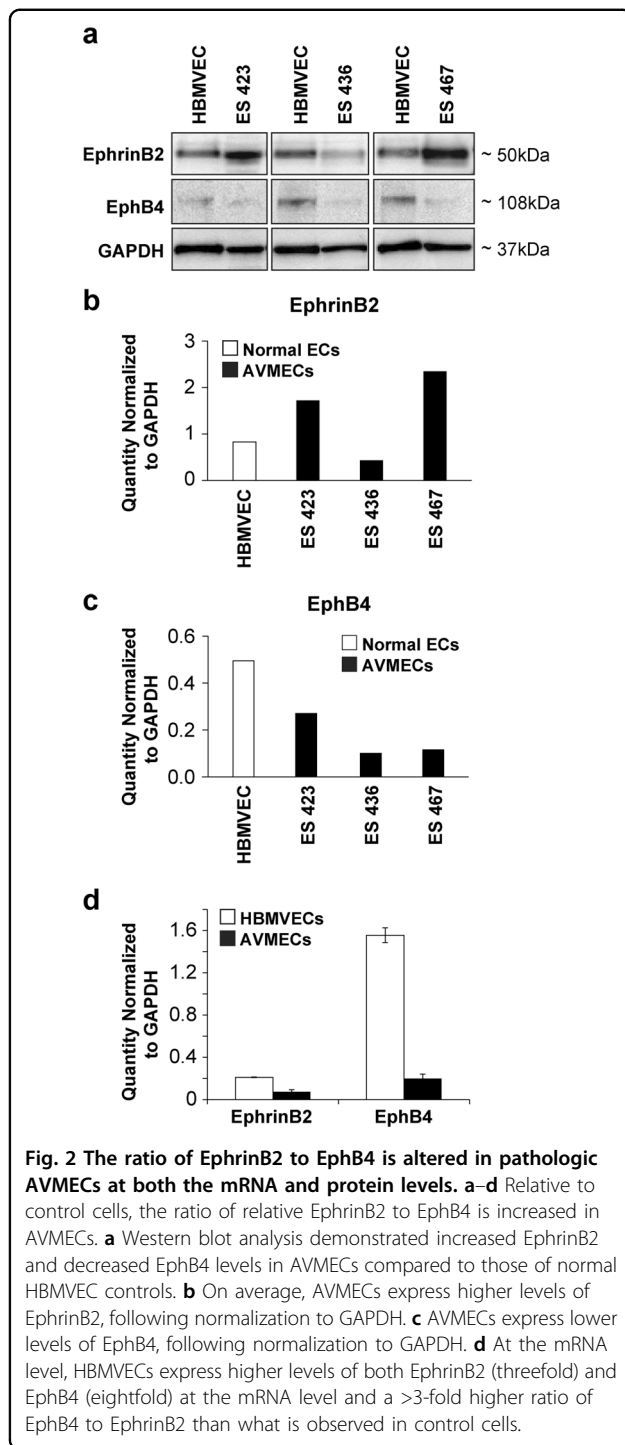 a
HBMVEC
ES 423
HBMVEC
ES 436
HBMVEC
ES 467
EphrinB2
~ 50kDa
EphB4
~ 108kDa
GAPDH
~ 37kDa
b
EphrinB2
Quantity Normalized
to GAPDH
3
2
1
0
Normal ECs
AVMECs
HBMVEC
ES 423
ES 436
ES 467
c
EphB4
Quantity Normalized
to GAPDH
0.6
0.4
0.2
0.0
Normal ECs
AVMECs
HBMVEC
ES 423
ES 436
ES 467
d
Quantity Normalized
to GAPDH
1.6
1.2
0.8
0.4
0
HBMVECs
AVMECs
EphrinB2
EphB4
Fig. 2 The ratio of EphrinB2 to EphB4 is altered in pathologic
AVMECs at both the mRNA and protein levels. a–d Relative to
control cells, the ratio of relative EphrinB2 to EphB4 is increased in
AVMECs. a Western blot analysis demonstrated increased EphrinB2
and decreased EphB4 levels in AVMECs compared to those of normal
HBMVEC controls. b On average, AVMECs express higher levels of
EphrinB2, following normalization to GAPDH. c AVMECs express lower
levels of EphB4, following normalization to GAPDH. d At the mRNA
level, HBMVECs express higher levels of both EphrinB2 (threefold) and
EphB4 (eightfold) at the mRNA level and a >3-fold higher ratio of
EphB4 to EphrinB2 than what is observed in control cells.